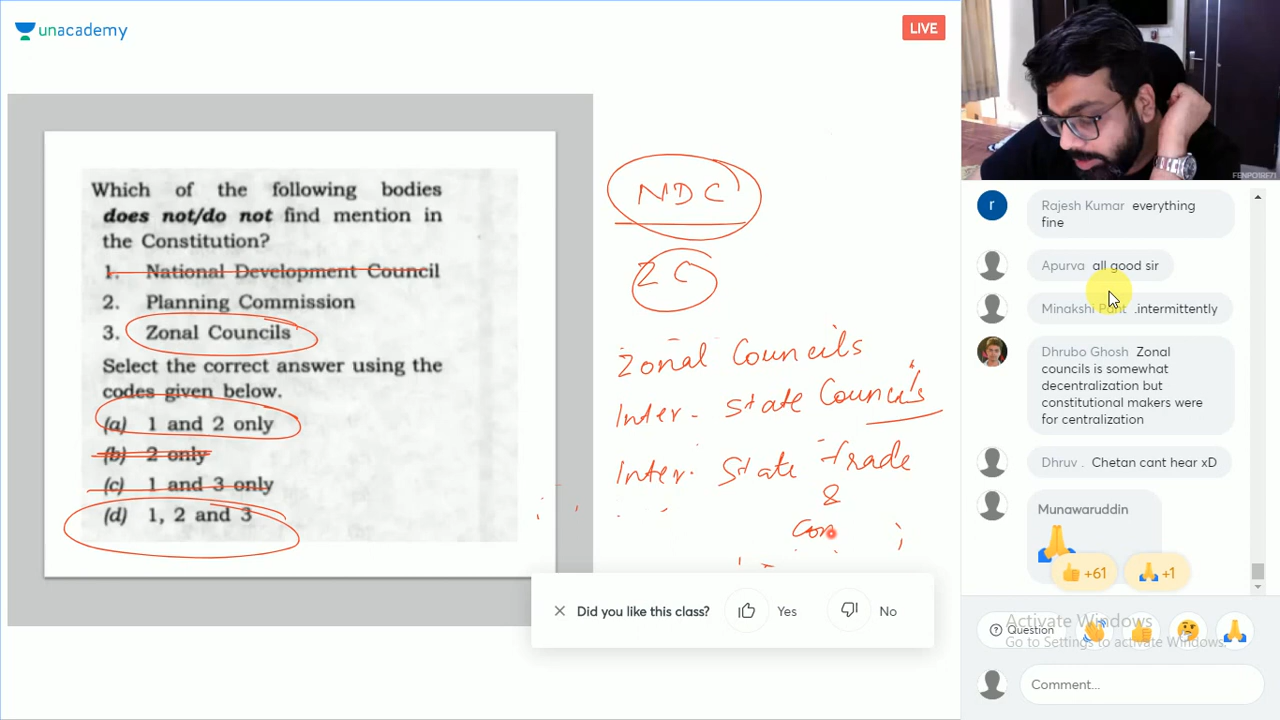 unacademy
LIVE
Which of the following bodies
does not/do not find mention in
the Constitution?
1. National Development Council
2. Planning Commission
3. Zonal Councils
Select the correct answer using the
codes given below.
(a) 1 and 2 only
(b) 2 only
(c) 1 and 3 only
(d) 1, 2 and 3
NDC
ZC
Zonal Councils
Inter-State Councils
Inter-State Trade
&
Com
Did you like this class?
Yes
No
FENPO1RE71
r
Rajesh Kumar everything
fine
Apurva all good sir
Minakshi Pant .intermittently
Dhrubo Ghosh Zonal
councils is somewhat
decentralization but
constitutional makers were
for centralization
Dhruv . Chetan cant hear xD
Munawaruddin
+61
+1
Activate Windows
Question
Go to Settings to activate Windows.
Comment...